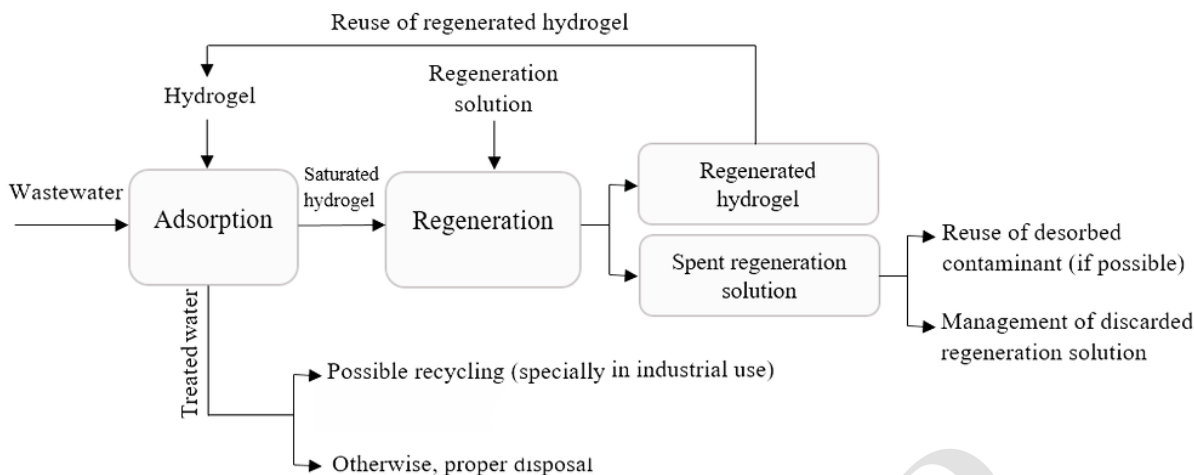 Reuse of regenerated hydrogel
Hydrogel
Regeneration
solution
Wastewater
Adsorption
Saturated
hydrogel
Regeneration
Regenerated
hydrogel
Spent regeneration
solution
Reuse of desorbed
contaminant (if possible)
Management of discarded
regeneration solution
Treated water
Possible recycling (specially in industrial use)
Otherwise, proper disposal